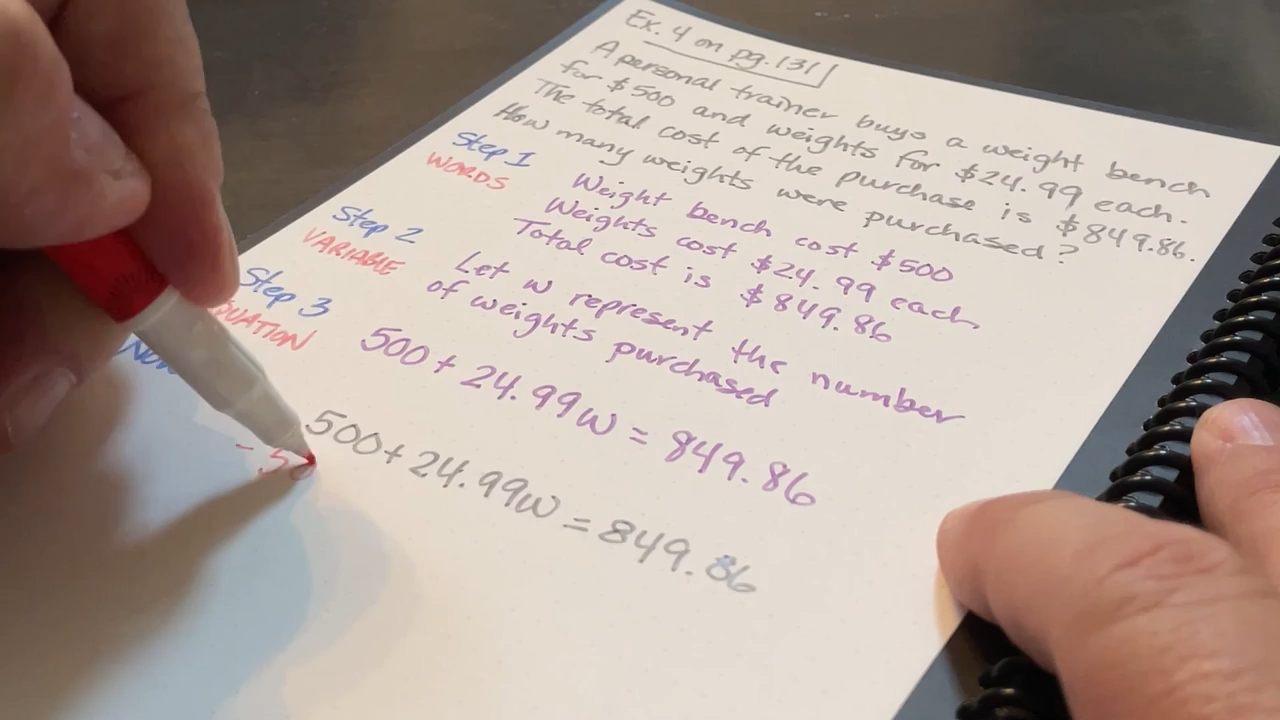 Ex. 4 on pg. 131
A personal trainer buys a weight bench
for $500 and weights for $24.99 each.
The total cost of the purchase is $849.86.
How many weights were purchased?
Step 1
WORDS
Weight bench cost $500
Weights cost $24.99 each
Total cost is $849.86
Step 2
VARIABLE
Let w represent the number
of weights purchased
Step 3
500 + 24.99w = 849.86
500 + 24.99w = 849.86
- 50